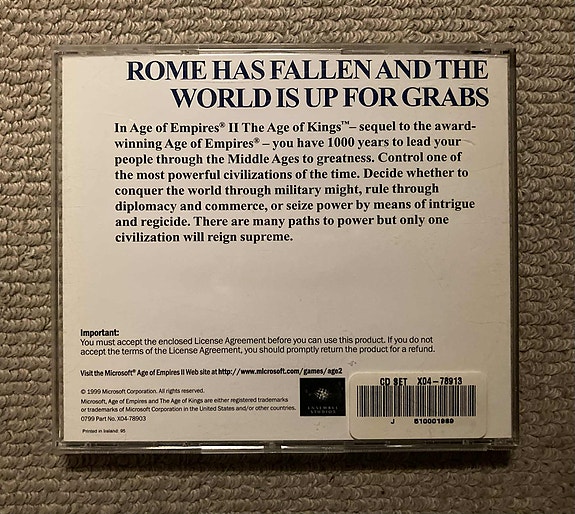 ROME HAS FALLEN AND THE
WORLD IS UP FOR GRABS
In Age of Empires® II The Age of Kings™– sequel to the award-
winning Age of Empires® – you have 1000 years to lead your
people through the Middle Ages to greatness. Control one of
the most powerful civilizations of the time. Decide whether to
conquer the world through military might, rule through
diplomacy and commerce, or seize power by means of intrigue
and regicide. There are many paths to power but only one
civilization will reign supreme.
Important:
You must accept the enclosed License Agreement before you can use this product. If you do not
accept the terms of the License Agreement, you should promptly return the product for a refund.
Visit the Microsoft® Age of Empires II Web site at http://www.microsoft.com/games/age2
© 1999 Microsoft Corporation. All rights reserved.
Microsoft, Age of Empires and The Age of Kings are either registered trademarks
or trademarks of Microsoft Corporation in the United States and/or other countries.
0799 Part No. X04-78903
Printed in Ireland: 95
ENSEMBLE
STUDIOS
CD SET X04-78913
J 510001989